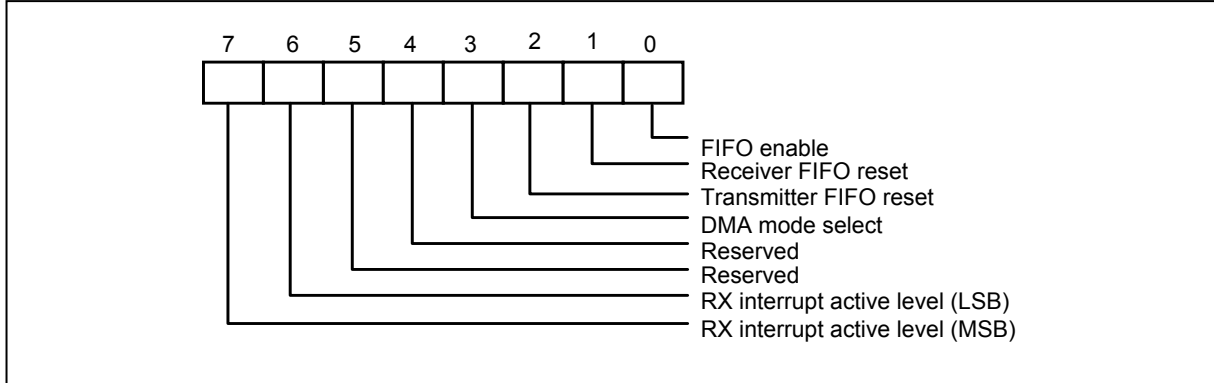 7 6 5 4 3 2 1 0
FIFO enable
Receiver FIFO reset
Transmitter FIFO reset
DMA mode select
Reserved
Reserved
RX interrupt active level (LSB)
RX interrupt active level (MSB)